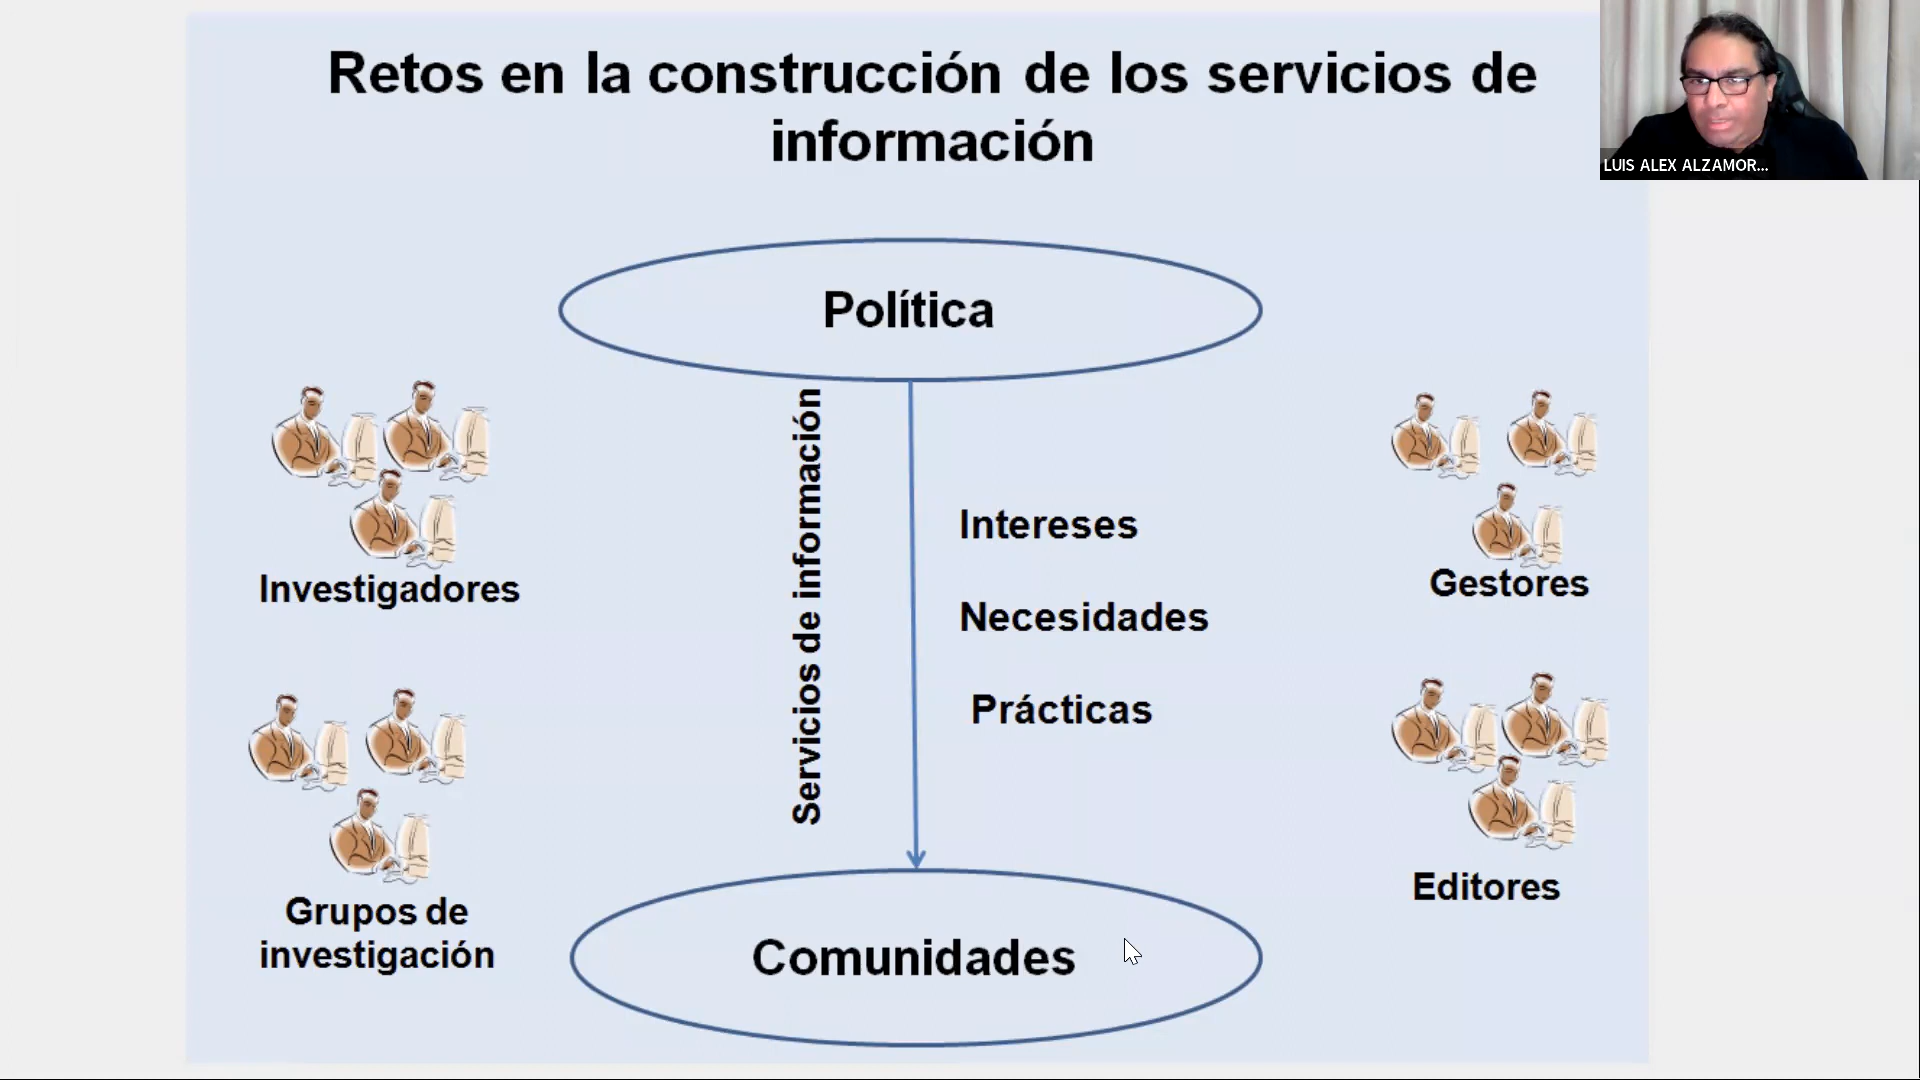 Retos en la construcción de los servicios de
información
LUIS ALEX ALZAMOR...
Política
Servicios de información
Intereses
Necesidades
Prácticas
Investigadores
Gestores
Grupos de
investigación
Editores
Comunidades